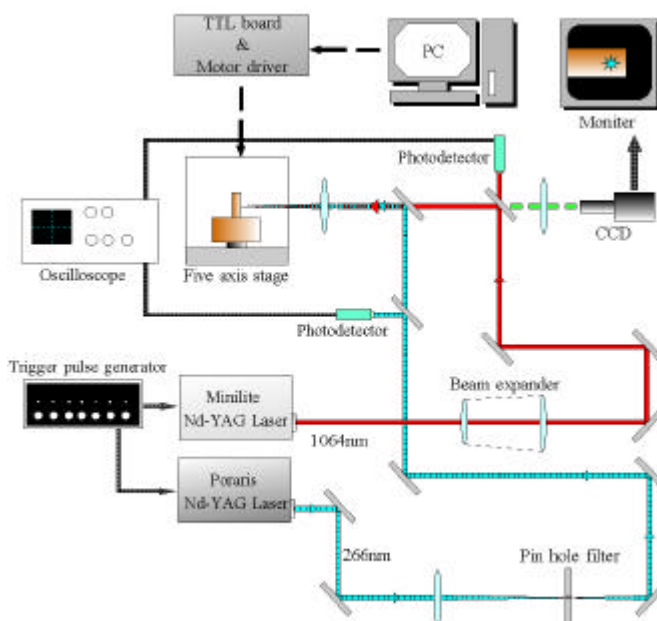 TTL board
&
Motor driver
PC
Moniter
Photodetector
CCD
Oscilloscope
Five axis stage
Photodetector
Trigger pulse generator
Minilite
Nd-YAG Laser
Beam expander
1064nm
Poraris
Nd-YAG Laser
266nm
Pin hole filter